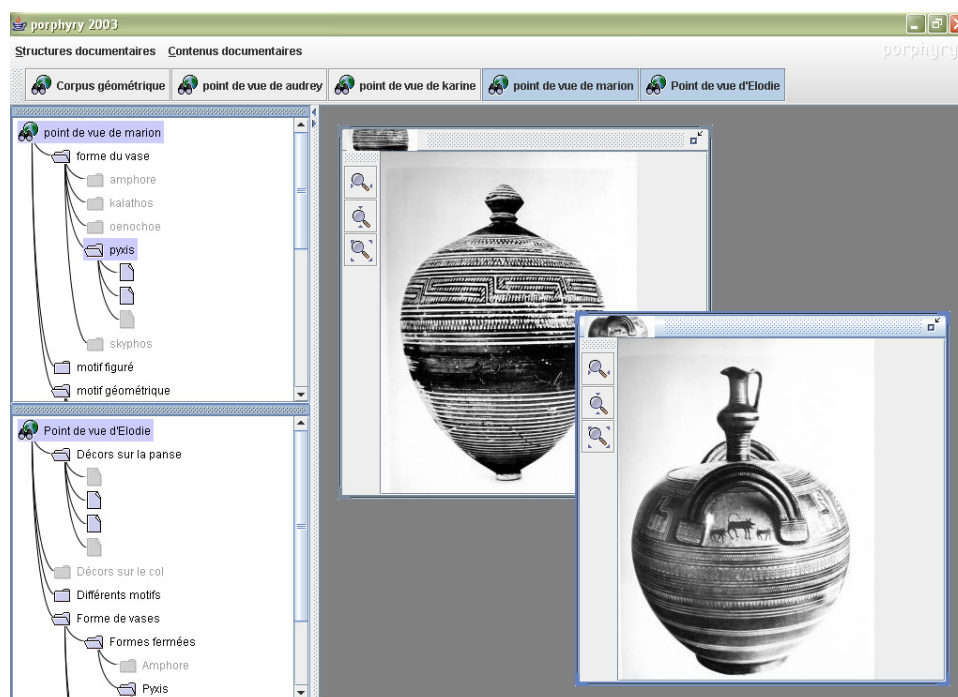 porphyry 2003
Structures documentaires Contenus documentaires
porphyry
Corpus géométrique point de vue de audrey point de vue de karine point de vue de marion Point de vue d'Elodie
point de vue de marion
forme du vase
amphore
kalathos
oenochoe
pyxis
skyphos
motif figuré
motif géométrique
Point de vue d'Elodie
Décors sur la panse
Décors sur le col
Différents motifs
Forme de vases
Formes fermées
Amphore
Pyxis